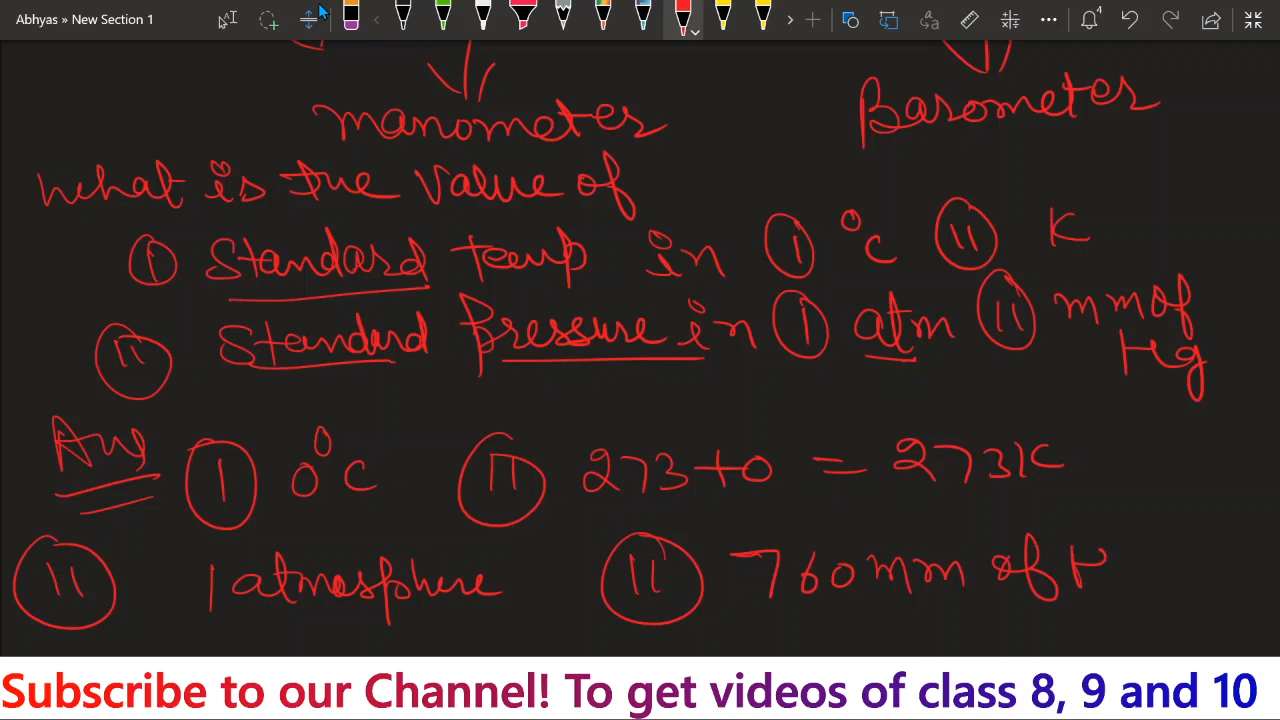 Abhyas » New Section 1
manometer
Barometer
What is the value of
(I) Standard temp in (I) °C (II) K
(II) Standard Pressure in (I) atm (II) mm of
Hg
Ans (I) 0°C (II) 273+0 = 273K
(II) 1 atmosphere (II) 760 mm of H
Subscribe to our Channel! To get videos of class 8, 9 and 10